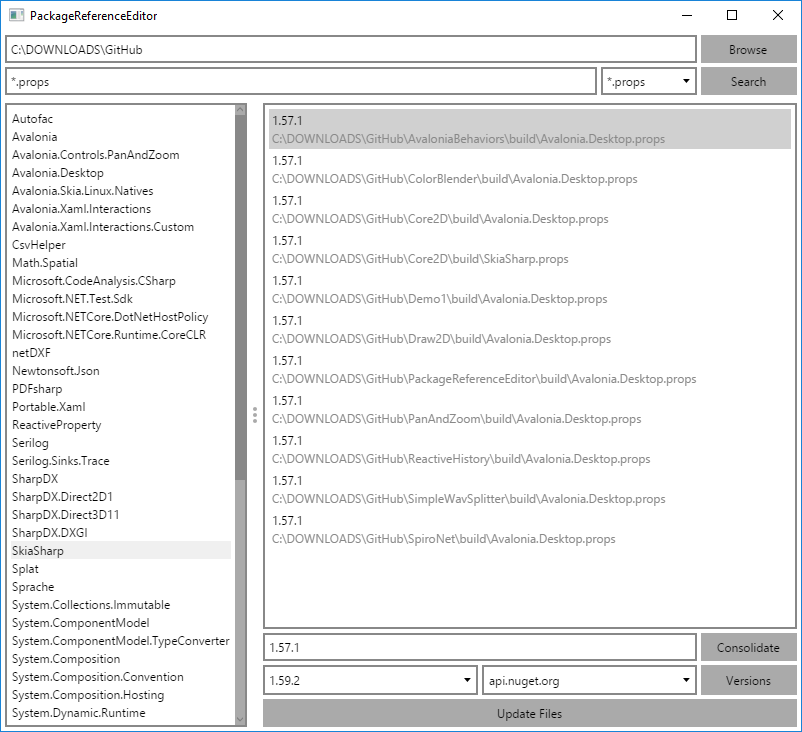 PackageReferenceEditor
C:\DOWNLOADS\GitHub
Browse
*.props
*.props
Search
Autofac
Avalonia
Avalonia.Controls.PanAndZoom
Avalonia.Desktop
Avalonia.Skia.Linux.Natives
Avalonia.Xaml.Interactions
Avalonia.Xaml.Interactions.Custom
CsvHelper
Math.Spatial
Microsoft.CodeAnalysis.CSharp
Microsoft.NET.Test.Sdk
Microsoft.NETCore.DotNetHostPolicy
Microsoft.NETCore.Runtime.CoreCLR
netDXF
Newtonsoft.Json
PDFsharp
Portable.Xaml
ReactiveProperty
Serilog
Serilog.Sinks.Trace
SharpDX
SharpDX.Direct2D1
SharpDX.Direct3D11
SharpDX.DXGI
SkiaSharp
Splat
Sprache
System.Collections.Immutable
System.ComponentModel
System.ComponentModel.TypeConverter
System.Composition
System.Composition.Convention
System.Composition.Hosting
System.Dynamic.Runtime
1.57.1
C:\DOWNLOADS\GitHub\AvaloniaBehaviors\build\Avalonia.Desktop.props
1.57.1
C:\DOWNLOADS\GitHub\ColorBlender\build\Avalonia.Desktop.props
1.57.1
C:\DOWNLOADS\GitHub\Core2D\build\Avalonia.Desktop.props
1.57.1
C:\DOWNLOADS\GitHub\Core2D\build\SkiaSharp.props
1.57.1
C:\DOWNLOADS\GitHub\Demo1\build\Avalonia.Desktop.props
1.57.1
C:\DOWNLOADS\GitHub\Draw2D\build\Avalonia.Desktop.props
1.57.1
C:\DOWNLOADS\GitHub\PackageReferenceEditor\build\Avalonia.Desktop.props
1.57.1
C:\DOWNLOADS\GitHub\PanAndZoom\build\Avalonia.Desktop.props
1.57.1
C:\DOWNLOADS\GitHub\ReactiveHistory\build\Avalonia.Desktop.props
1.57.1
C:\DOWNLOADS\GitHub\SimpleWavSplitter\build\Avalonia.Desktop.props
1.57.1
C:\DOWNLOADS\GitHub\SpiroNet\build\Avalonia.Desktop.props
1.57.1
Consolidate
1.59.2
api.nuget.org
Versions
Update Files